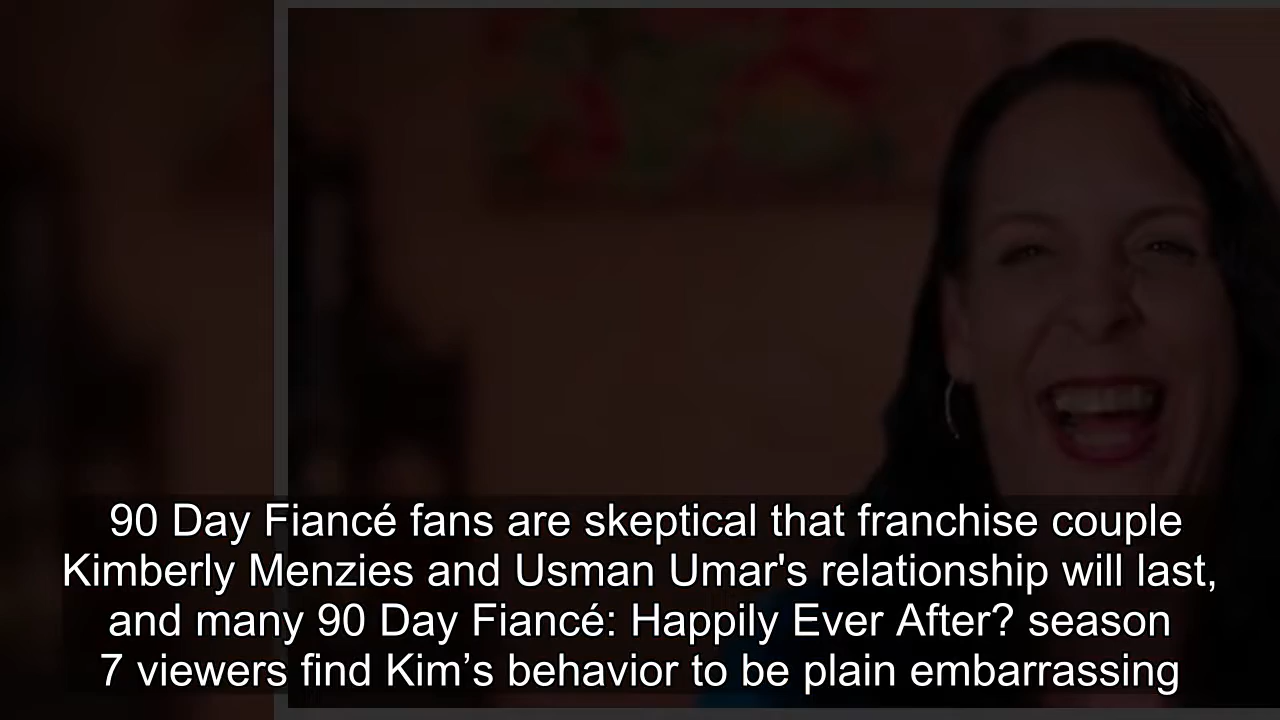 90 Day Fiancé fans are skeptical that franchise couple
Kimberly Menzies and Usman Umar's relationship will last,
and many 90 Day Fiancé: Happily Ever After? season
7 viewers find Kim’s behavior to be plain embarrassing